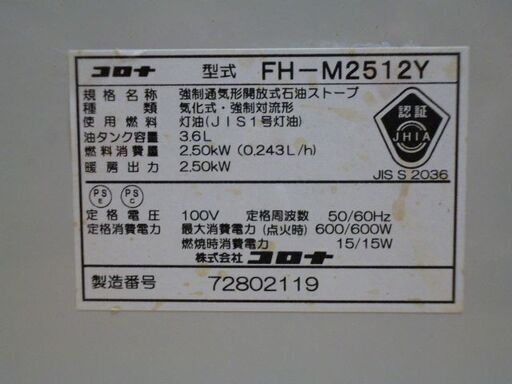 コロナ 型式 FH-M2512Y
規格名称 強制通気形開放式石油ストーブ
種類 気化式・強制対流形
使用燃料 灯油(JIS1号灯油)
油タンク容量 3.6L
燃料消費量 2.50kW (0.243L/h)
暖房出力 2.50kW
認証
JHIA
JIS S 2036
PS E PS C
定格電圧 100V 定格周波数 50/60Hz
定格消費電力 最大消費電力 (点火時) 600/600W
燃焼時消費電力 15/15W
株式会社 コロナ
製造番号 72802119